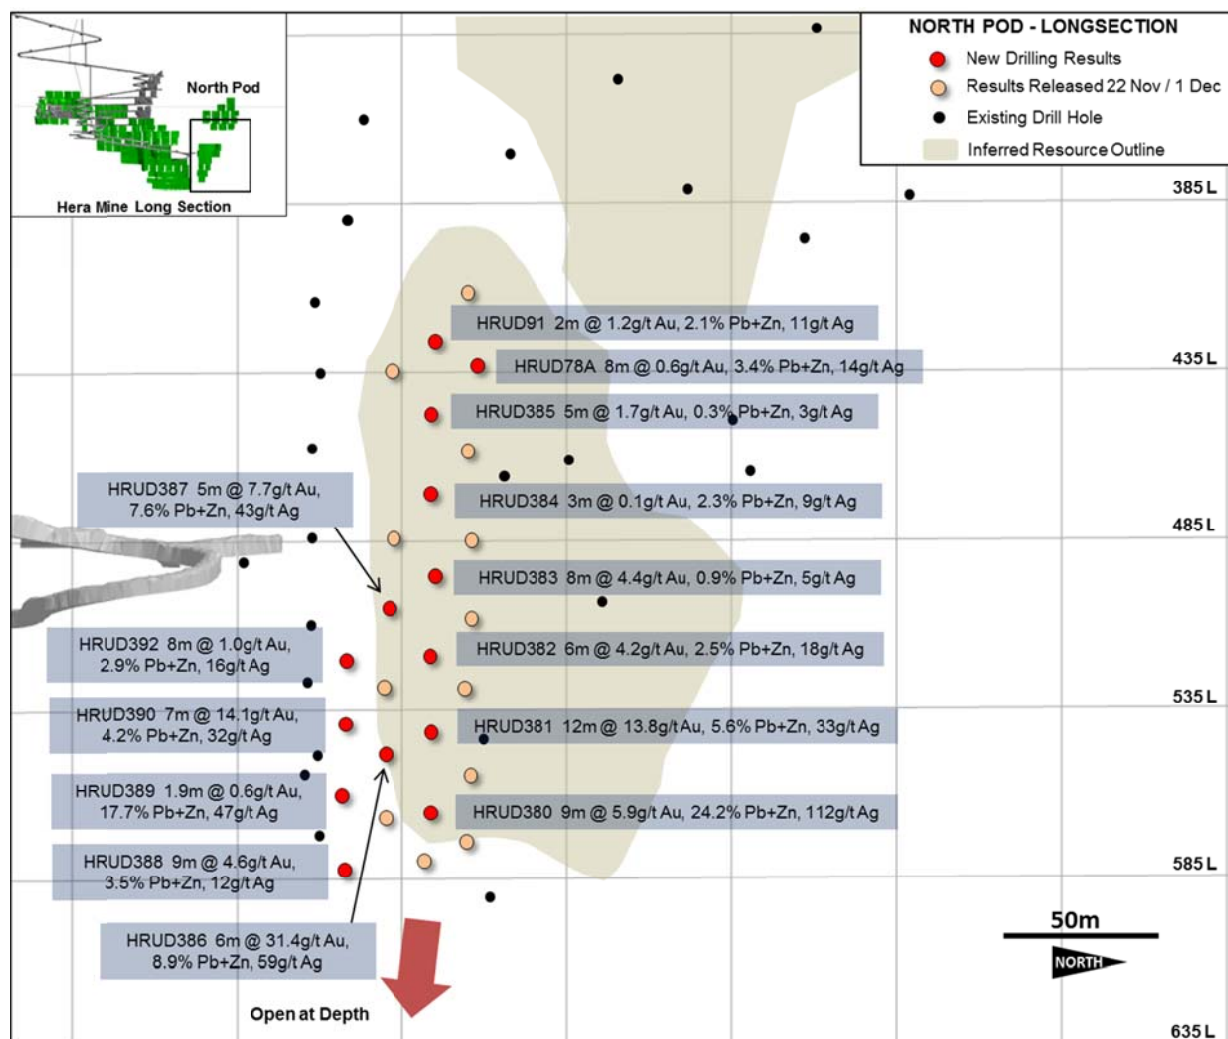 North Pod
Hera Mine Long Section
NORTH POD - LONGSECTION
New Drilling Results
Results Released 22 Nov / 1 Dec
Existing Drill Hole
Inferred Resource Outline
385 L
HRUD91 2m @ 1.2g/t Au, 2.1% Pb+Zn, 11g/t Ag
HRUD78A 8m @ 0.6g/t Au, 3.4% Pb+Zn, 14g/t Ag
435 L
HRUD385 5m @ 1.7g/t Au, 0.3% Pb+Zn, 3g/t Ag
HRUD387 5m @ 7.7g/t Au,
7.6% Pb+Zn, 43g/t Ag
HRUD384 3m @ 0.1g/t Au, 2.3% Pb+Zn, 9g/t Ag
485 L
HRUD383 8m @ 4.4g/t Au, 0.9% Pb+Zn, 5g/t Ag
HRUD392 8m @ 1.0g/t Au,
2.9% Pb+Zn, 16g/t Ag
HRUD382 6m @ 4.2g/t Au, 2.5% Pb+Zn, 18g/t Ag
535 L
HRUD390 7m @ 14.1g/t Au,
4.2% Pb+Zn, 32g/t Ag
HRUD381 12m @ 13.8g/t Au, 5.6% Pb+Zn, 33g/t Ag
HRUD389 1.9m @ 0.6g/t Au,
17.7% Pb+Zn, 47g/t Ag
HRUD380 9m @ 5.9g/t Au, 24.2% Pb+Zn, 112g/t Ag
HRUD388 9m @ 4.6g/t Au,
3.5% Pb+Zn, 12g/t Ag
585 L
HRUD386 6m @ 31.4g/t Au,
8.9% Pb+Zn, 59g/t Ag
50m
NORTH
Open at Depth
635 L